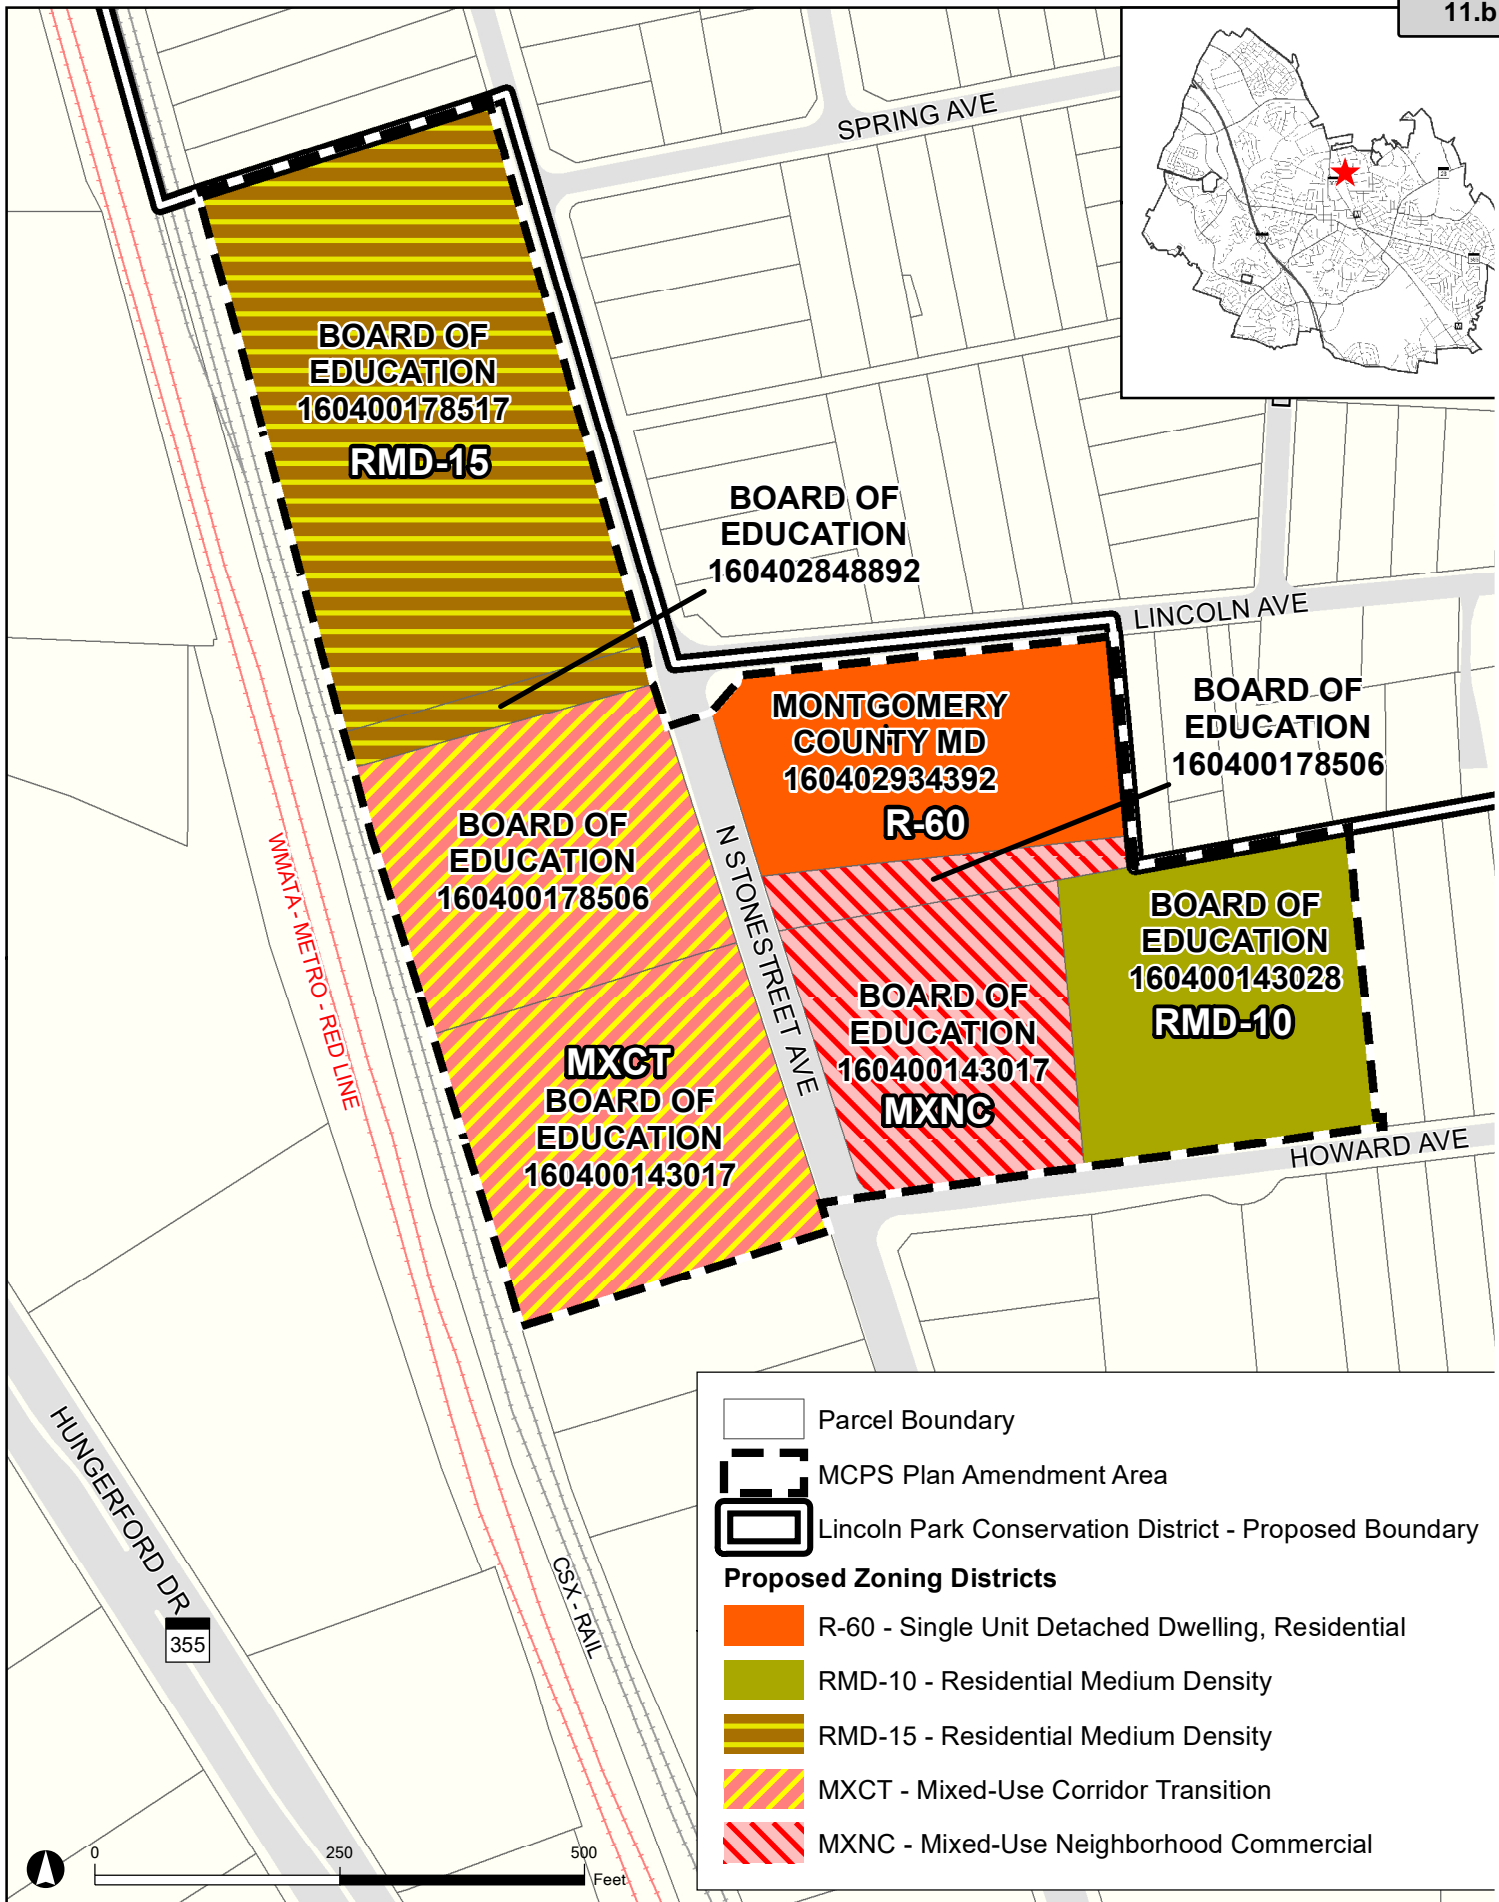 11.b
SPRING AVE
BOARD OF
EDUCATION
160400178517
RMD-15
BOARD OF
EDUCATION
160402848892
LINCOLN AVE
MONTGOMERY
COUNTY MD
160402934392
R-60
BOARD OF
EDUCATION
160400178506
BOARD OF
EDUCATION
160400178506
N STONESTREET AVE
BOARD OF
EDUCATION
160400143028
RMD-10
WMATA - METRO - RED LINE
MXCT
BOARD OF
EDUCATION
160400143017
BOARD OF
EDUCATION
160400143017
MXNC
HOWARD AVE
HUNGERFORD DR
355
CSX - RAIL
Parcel Boundary
MCPS Plan Amendment Area
Lincoln Park Conservation District - Proposed Boundary
Proposed Zoning Districts
R-60 - Single Unit Detached Dwelling, Residential
RMD-10 - Residential Medium Density
RMD-15 - Residential Medium Density
MXCT - Mixed-Use Corridor Transition
MXNC - Mixed-Use Neighborhood Commercial
0 250 500
Feet